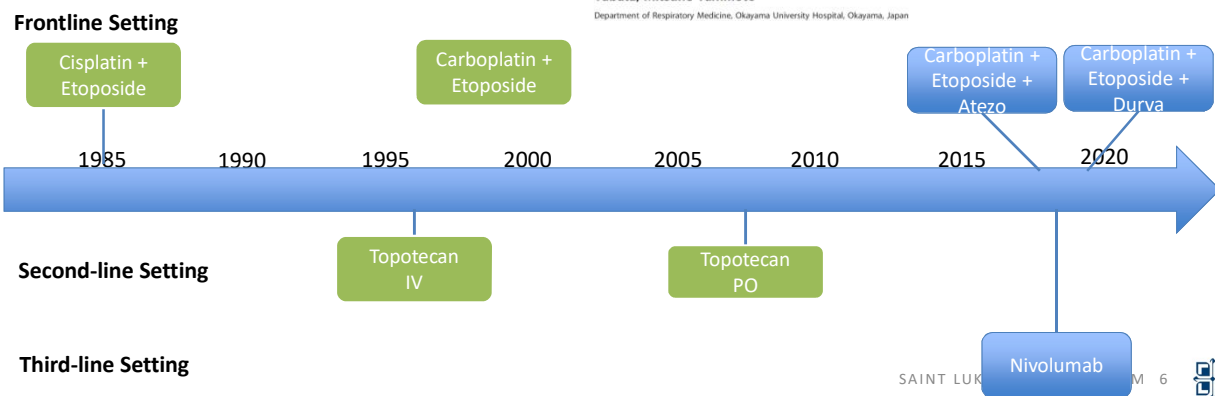 Department of Respiratory Medicine, Okayama University Hospital, Okayama, Japan
Frontline Setting
Cisplatin +
Etoposide
Carboplatin +
Etoposide
Carboplatin +
Etoposide +
Atezo
Carboplatin +
Etoposide +
Durva
1985 1990 1995 2000 2005 2010 2015 2020
Second-line Setting
Topotecan
IV
Topotecan
PO
Third-line Setting
Nivolumab
SAINT LUK M 6